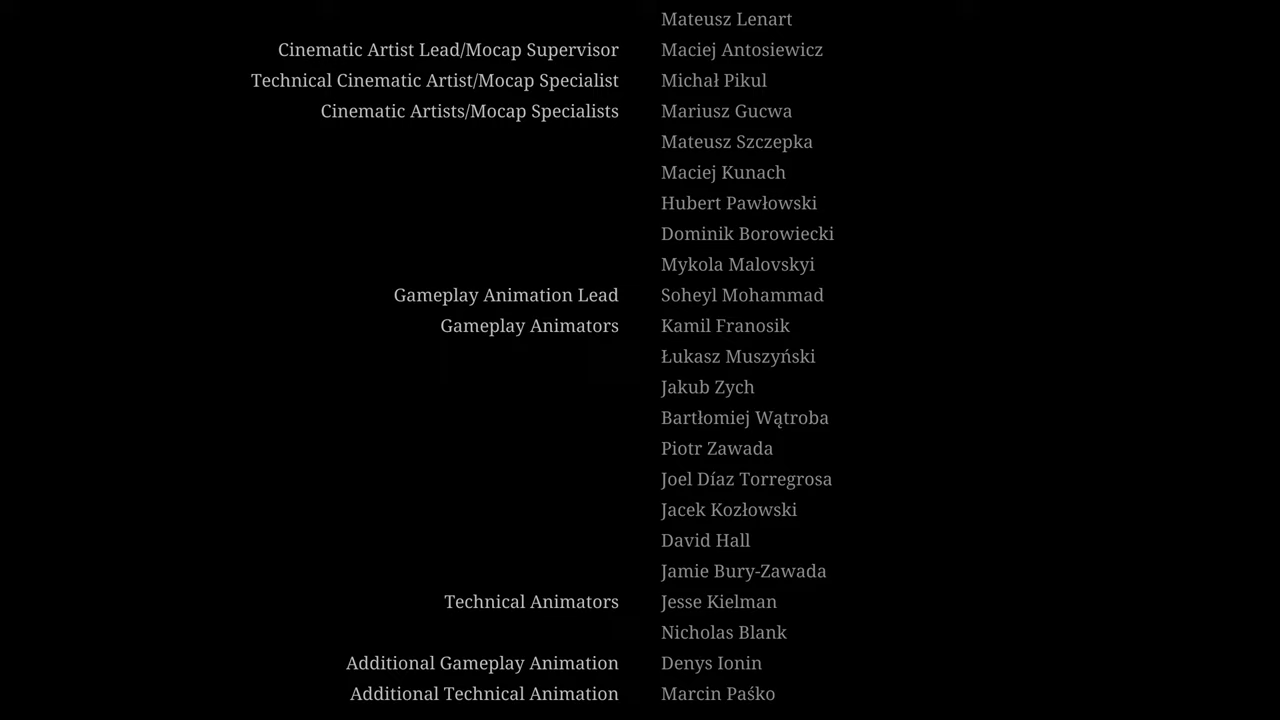 Mateusz Lenart
Cinematic Artist Lead/Mocap Supervisor Maciej Antosiewicz
Technical Cinematic Artist/Mocap Specialist Michał Pikul
Cinematic Artists/Mocap Specialists Mariusz Gucwa
Mateusz Szczepka
Maciej Kunach
Hubert Pawłowski
Dominik Borowiecki
Mykola Malovskyi
Gameplay Animation Lead Soheyl Mohammad
Gameplay Animators Kamil Franosik
Łukasz Muszyński
Jakub Zych
Bartłomiej Wątroba
Piotr Zawada
Joel Díaz Torregrosa
Jacek Kozłowski
David Hall
Jamie Bury-Zawada
Technical Animators Jesse Kielman
Nicholas Blank
Additional Gameplay Animation Denys Ionin
Additional Technical Animation Marcin Paśko